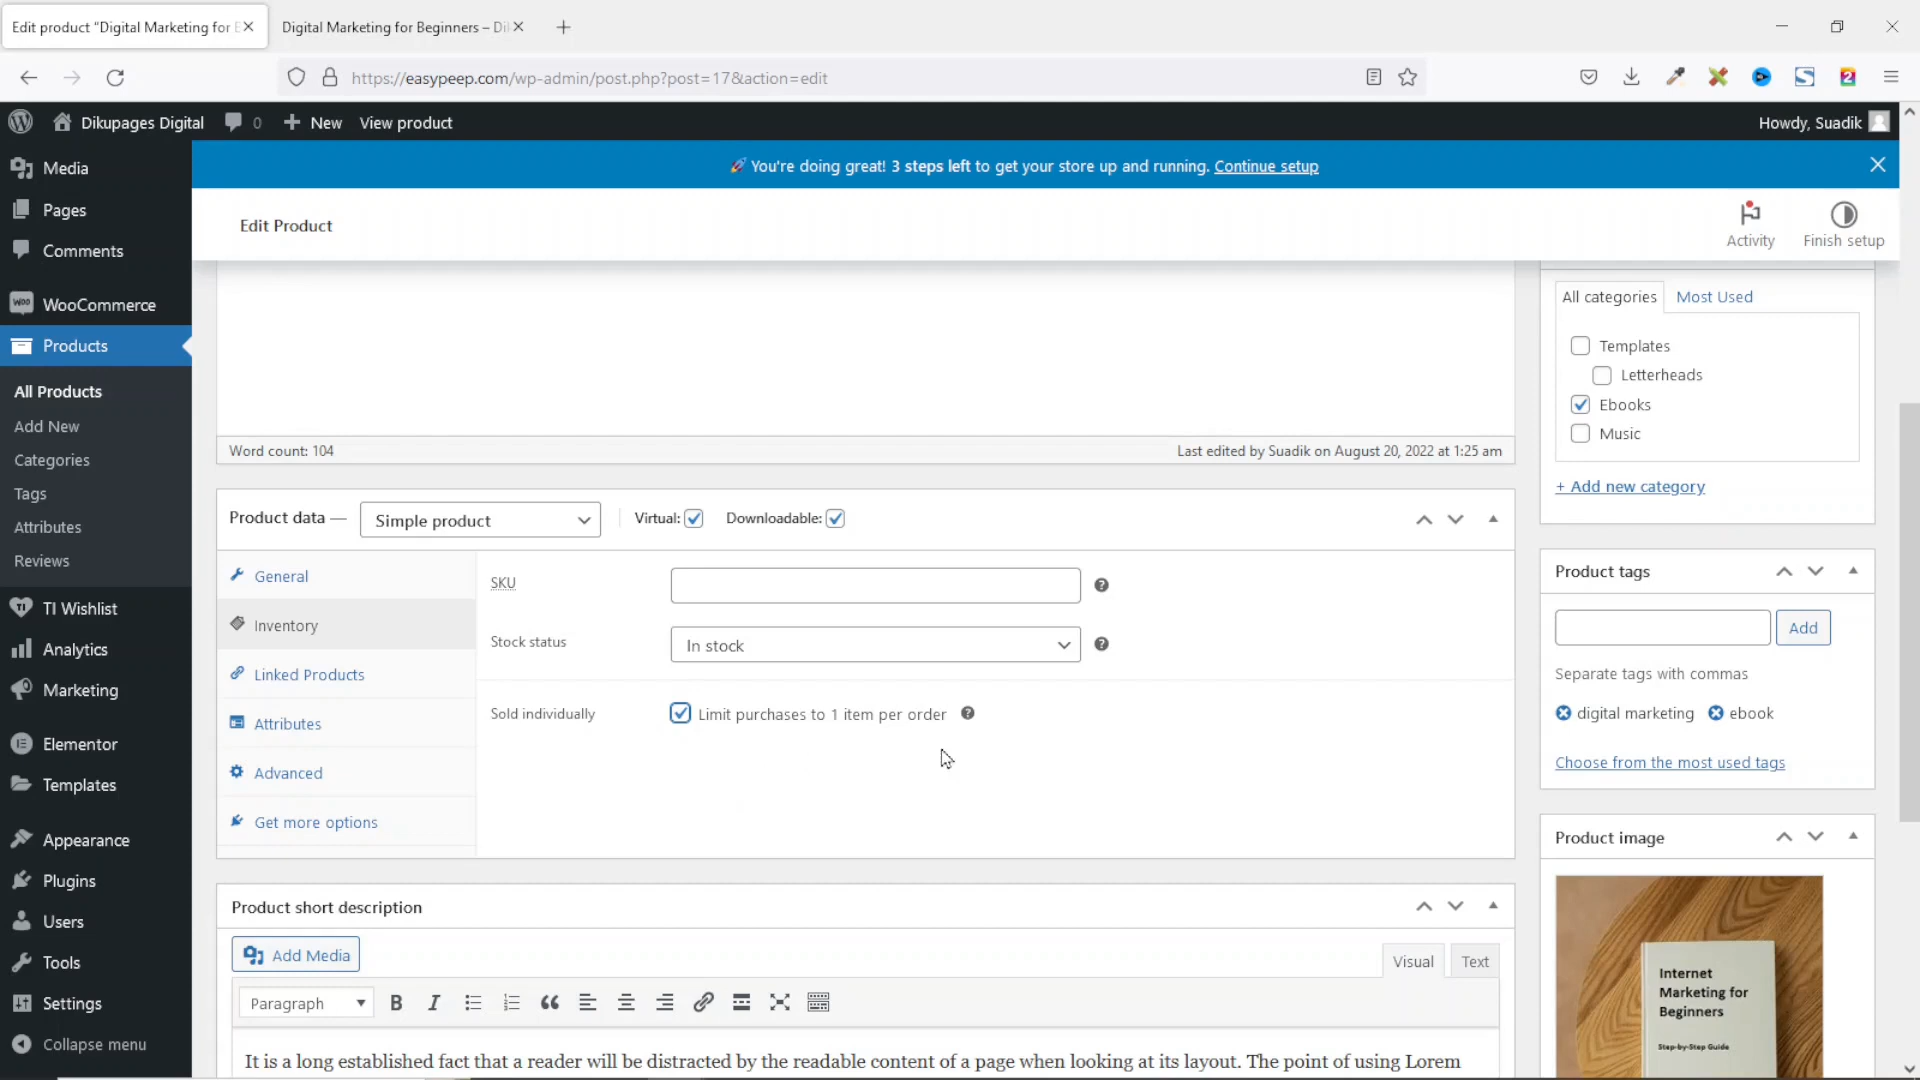 Edit product “Digital Marketing for E
Digital Marketing for Beginners – Di
https://easypeep.com/wp-admin/post.php?post=17&action=edit
Dikupages Digital
0
New
View product
Howdy, Suadik
Media
Pages
Comments
WooCommerce
Products
All Products
Add New
Categories
Tags
Attributes
Reviews
TI Wishlist
Analytics
Marketing
Elementor
Templates
Appearance
Plugins
Users
Tools
Settings
Collapse menu
🚀 You're doing great! 3 steps left to get your store up and running. Continue setup
Edit Product
Activity
Finish setup
Word count: 104
Last edited by Suadik on August 20, 2022 at 1:25 am
Product data —
Simple product
Virtual:
Downloadable:
General
Inventory
Linked Products
Attributes
Advanced
Get more options
SKU
Stock status
In stock
Sold individually
Limit purchases to 1 item per order
Product short description
Add Media
Visual
Text
Paragraph
It is a long established fact that a reader will be distracted by the readable content of a page when looking at its layout. The point of using Lorem
All categories
Most Used
Templates
Letterheads
Ebooks
Music
+ Add new category
Product tags
Add
Separate tags with commas
digital marketing
ebook
Choose from the most used tags
Product image
Internet
Marketing for
Beginners
Step-by-Step Guide